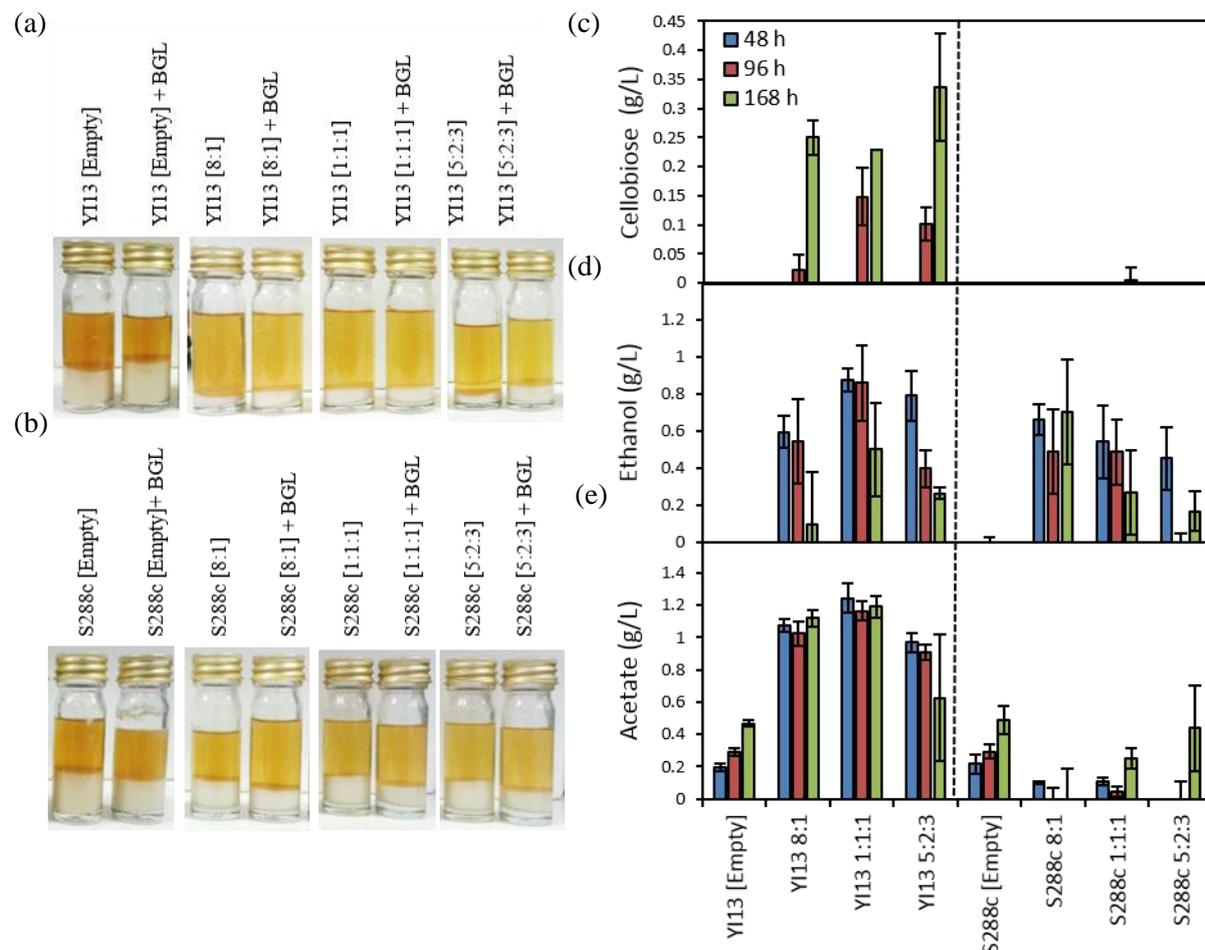 (a)
YI13 [Empty]
YI13 [Empty] + BGL
YI13 [8:1]
YI13 [8:1] + BGL
YI13 [1:1:1]
YI13 [1:1:1] + BGL
YI13 [5:2:3]
YI13 [5:2:3] + BGL
(b)
S288c [Empty]
S288c [Empty]+ BGL
S288c [8:1]
S288c [8:1] + BGL
S288c [1:1:1]
S288c [1:1:1] + BGL
S288c [5:2:3]
S288c [5:2:3] + BGL
(c)
Cellobiose (g/L)
0.45
0.4
0.35
0.3
0.25
0.2
0.15
0.1
0.05
0
48 h
96 h
168 h
(d)
Ethanol (g/L)
1.2
1
0.8
0.6
0.4
0.2
0
(e)
Acetate (g/L)
1.4
1.2
1
0.8
0.6
0.4
0.2
0
YI13 [Empty]
YI13 8:1
YI13 1:1:1
YI13 5:2:3
S288c [Empty]
S288c 8:1
S288c 1:1:1
S288c 5:2:3